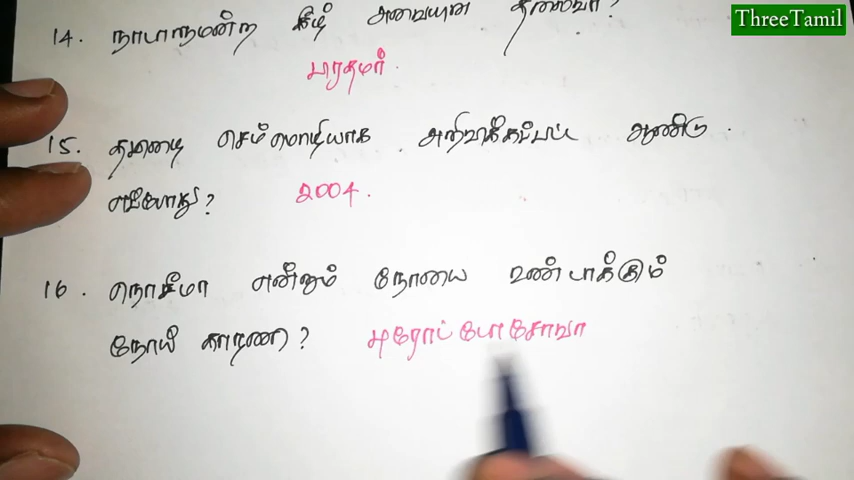 ThreeTamil
14. நாடாளுமன்ற கீழ் அவையின் தலைவர்?
பிரதமர்.
15. தமிழை செம்மொழியாக அறிவிக்கப்பட்ட ஆண்டு
எப்போது? 2004.
16. நொசீமா என்னும் நோயை உண்டாக்கும்
நோய் காரணி? புரோட்டோசோவா